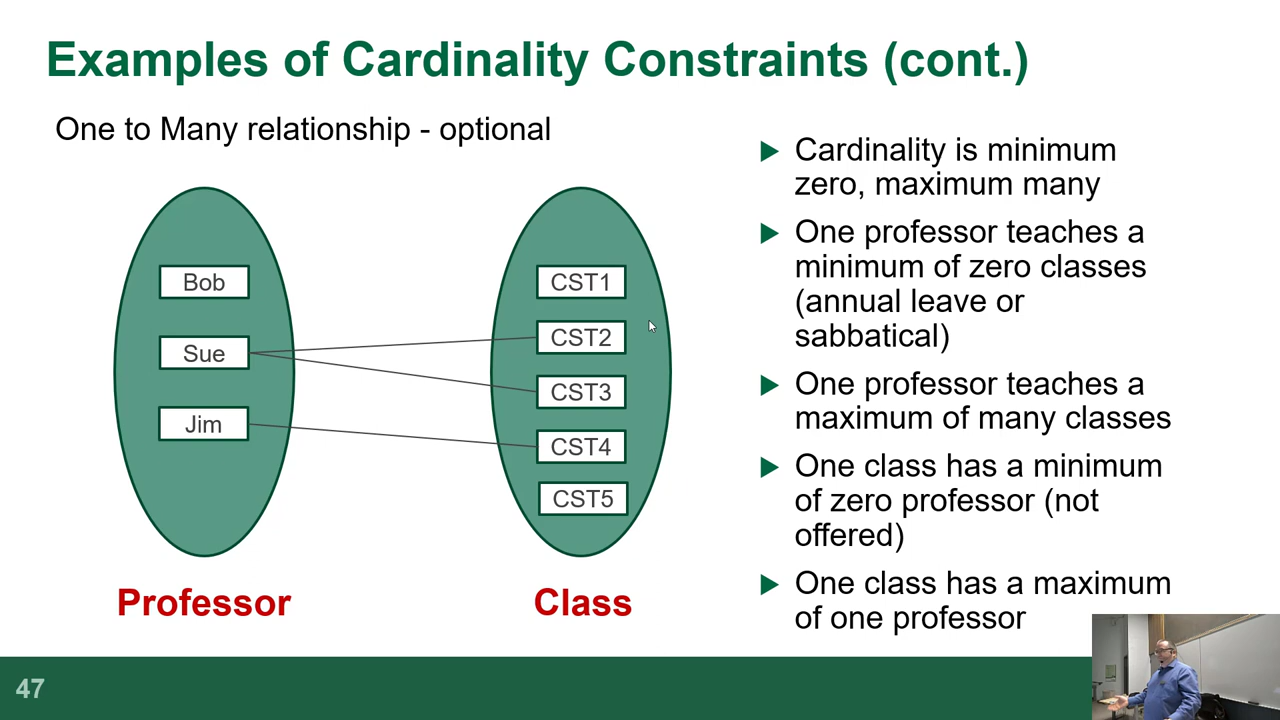 Examples of Cardinality Constraints (cont.)
One to Many relationship - optional
Bob
Sue
Jim
Professor
CST1
CST2
CST3
CST4
CST5
Class
Cardinality is minimum
zero, maximum many
One professor teaches a
minimum of zero classes
(annual leave or
sabbatical)
One professor teaches a
maximum of many classes
One class has a minimum
of zero professor (not
offered)
One class has a maximum
of one professor
47